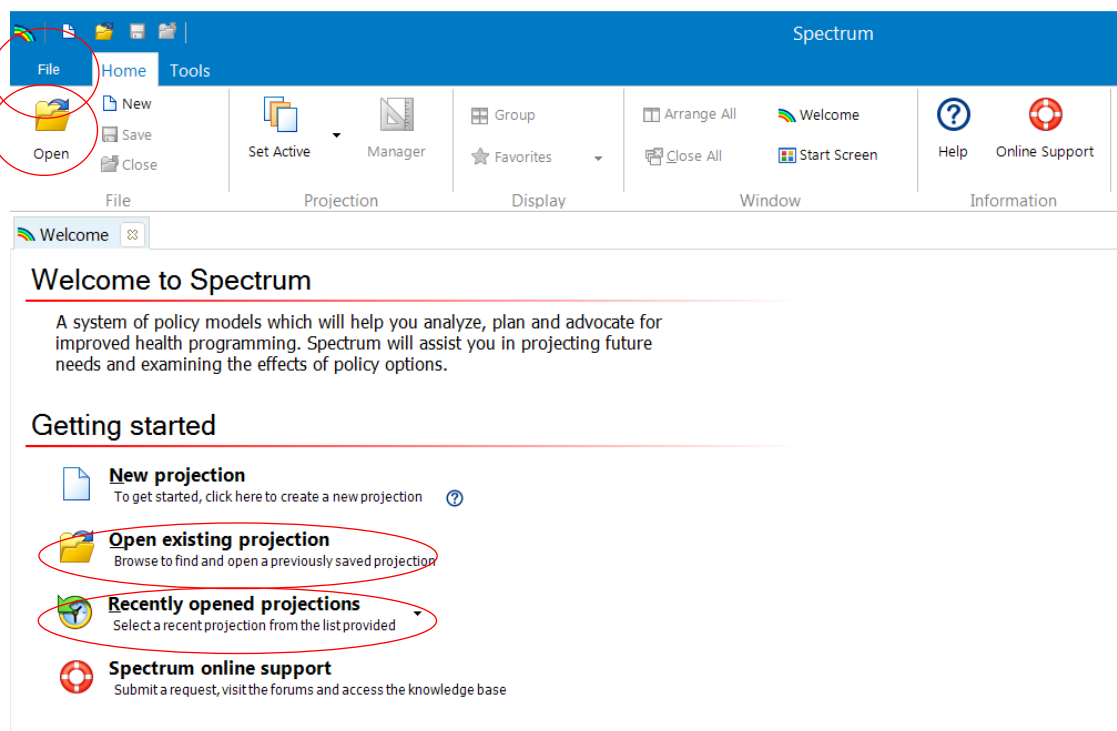 Spectrum
File Home Tools
Open
New
Save
Close
File
Set Active
Manager
Projection
Group
Favorites
Display
Arrange All
Close All
Welcome
Start Screen
Window
Help
Online Support
Information
Welcome
Welcome to Spectrum
A system of policy models which will help you analyze, plan and advocate for
improved health programming. Spectrum will assist you in projecting future
needs and examining the effects of policy options.
Getting started
New projection
To get started, click here to create a new projection
Open existing projection
Browse to find and open a previously saved projection
Recently opened projections
Select a recent projection from the list provided
Spectrum online support
Submit a request, visit the forums and access the knowledge base